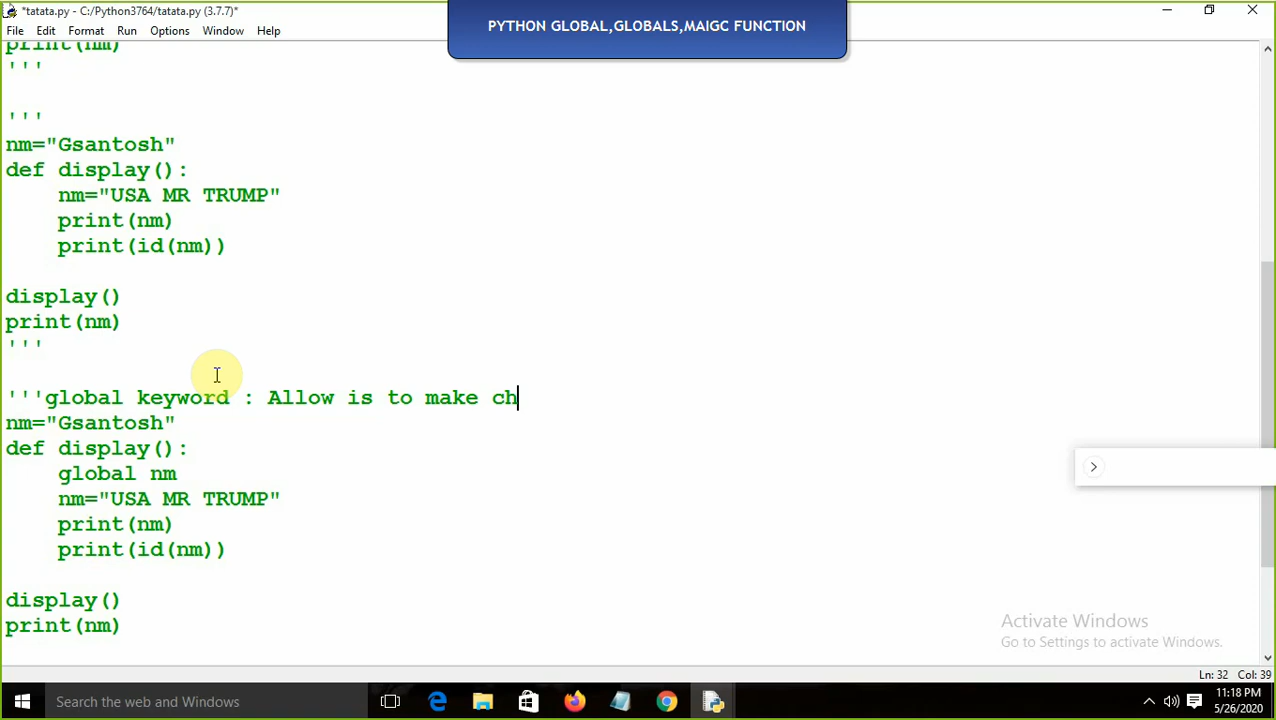 *tatata.py - C:/Python3764/tatata.py (3.7.7)*
PYTHON GLOBAL,GLOBALS,MAIGC FUNCTION
File Edit Format Run Options Window Help
print(nm)
'''
'''
nm="Gsantosh"
def display():
    nm="USA MR TRUMP"
    print(nm)
    print(id(nm))
display()
print(nm)
'''
'''global keyword : Allow is to make ch
nm="Gsantosh"
def display():
    global nm
    nm="USA MR TRUMP"
    print(nm)
    print(id(nm))
display()
print(nm)
Activate Windows
Go to Settings to activate Windows.
Ln: 32 Col: 39
Search the web and Windows
11:18 PM
5/26/2020